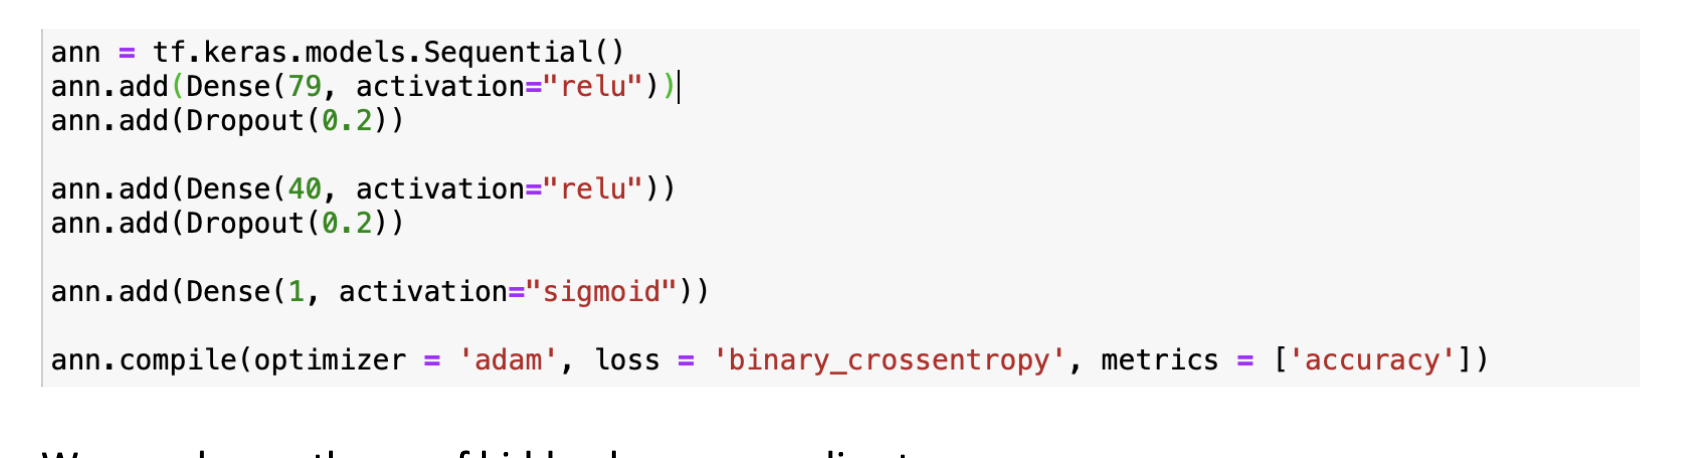 ann = tf.keras.models.Sequential()
ann.add(Dense(79, activation="relu"))
ann.add(Dropout(0.2))
ann.add(Dense(40, activation="relu"))
ann.add(Dropout(0.2))
ann.add(Dense(1, activation="sigmoid"))
ann.compile(optimizer = 'adam', loss = 'binary_crossentropy', metrics = ['accuracy'])